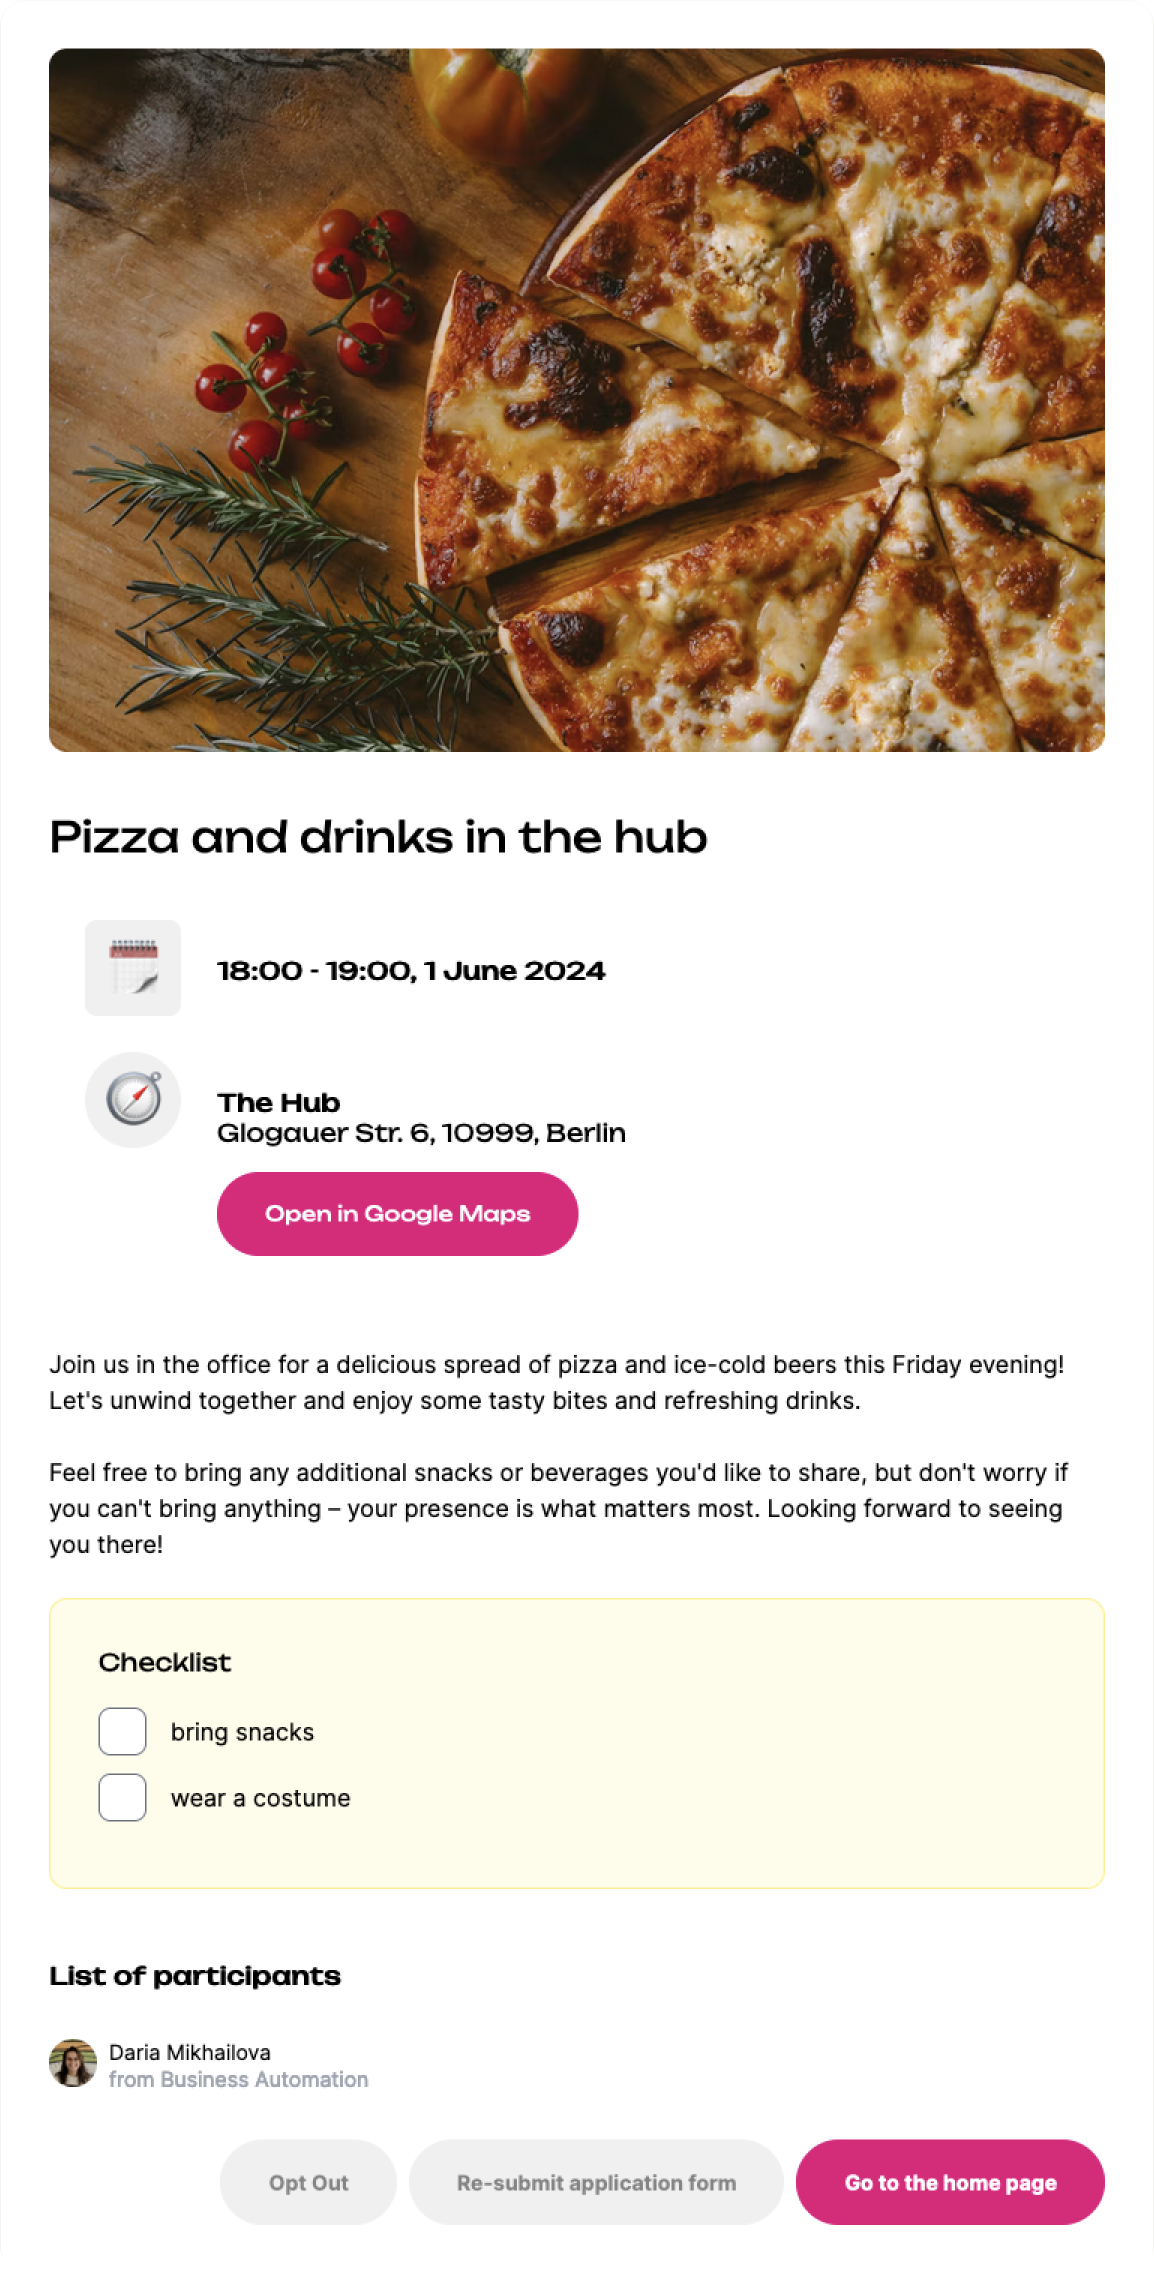 Pizza and drinks in the hub
18:00 - 19:00, 1 June 2024
The Hub
Glogauer Str. 6, 10999, Berlin
Open in Google Maps
Join us in the office for a delicious spread of pizza and ice-cold beers this Friday evening!
Let's unwind together and enjoy some tasty bites and refreshing drinks.
Feel free to bring any additional snacks or beverages you'd like to share, but don't worry if
you can't bring anything – your presence is what matters most. Looking forward to seeing
you there!
Checklist
bring snacks
wear a costume
List of participants
Daria Mikhailova
from Business Automation
Opt Out
Re-submit application form
Go to the home page